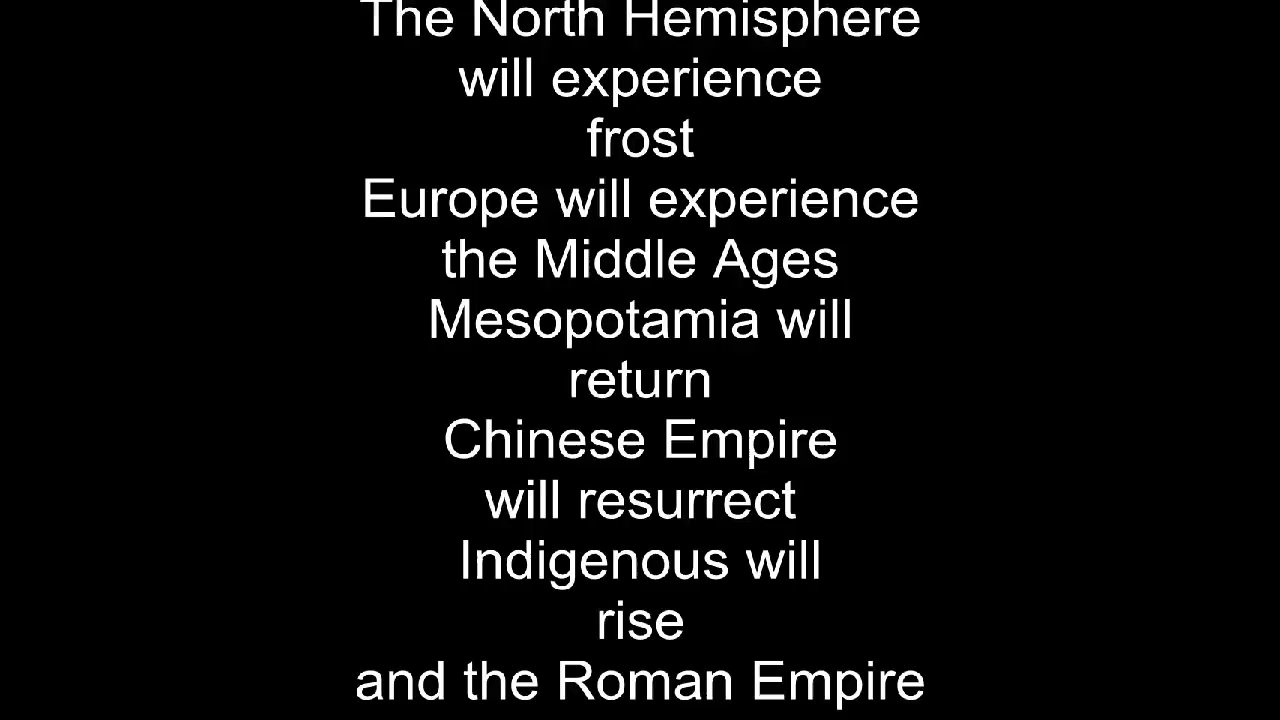 The North Hemisphere
will experience
frost
Europe will experience
the Middle Ages
Mesopotamia will
return
Chinese Empire
will resurrect
Indigenous will
rise
and the Roman Empire